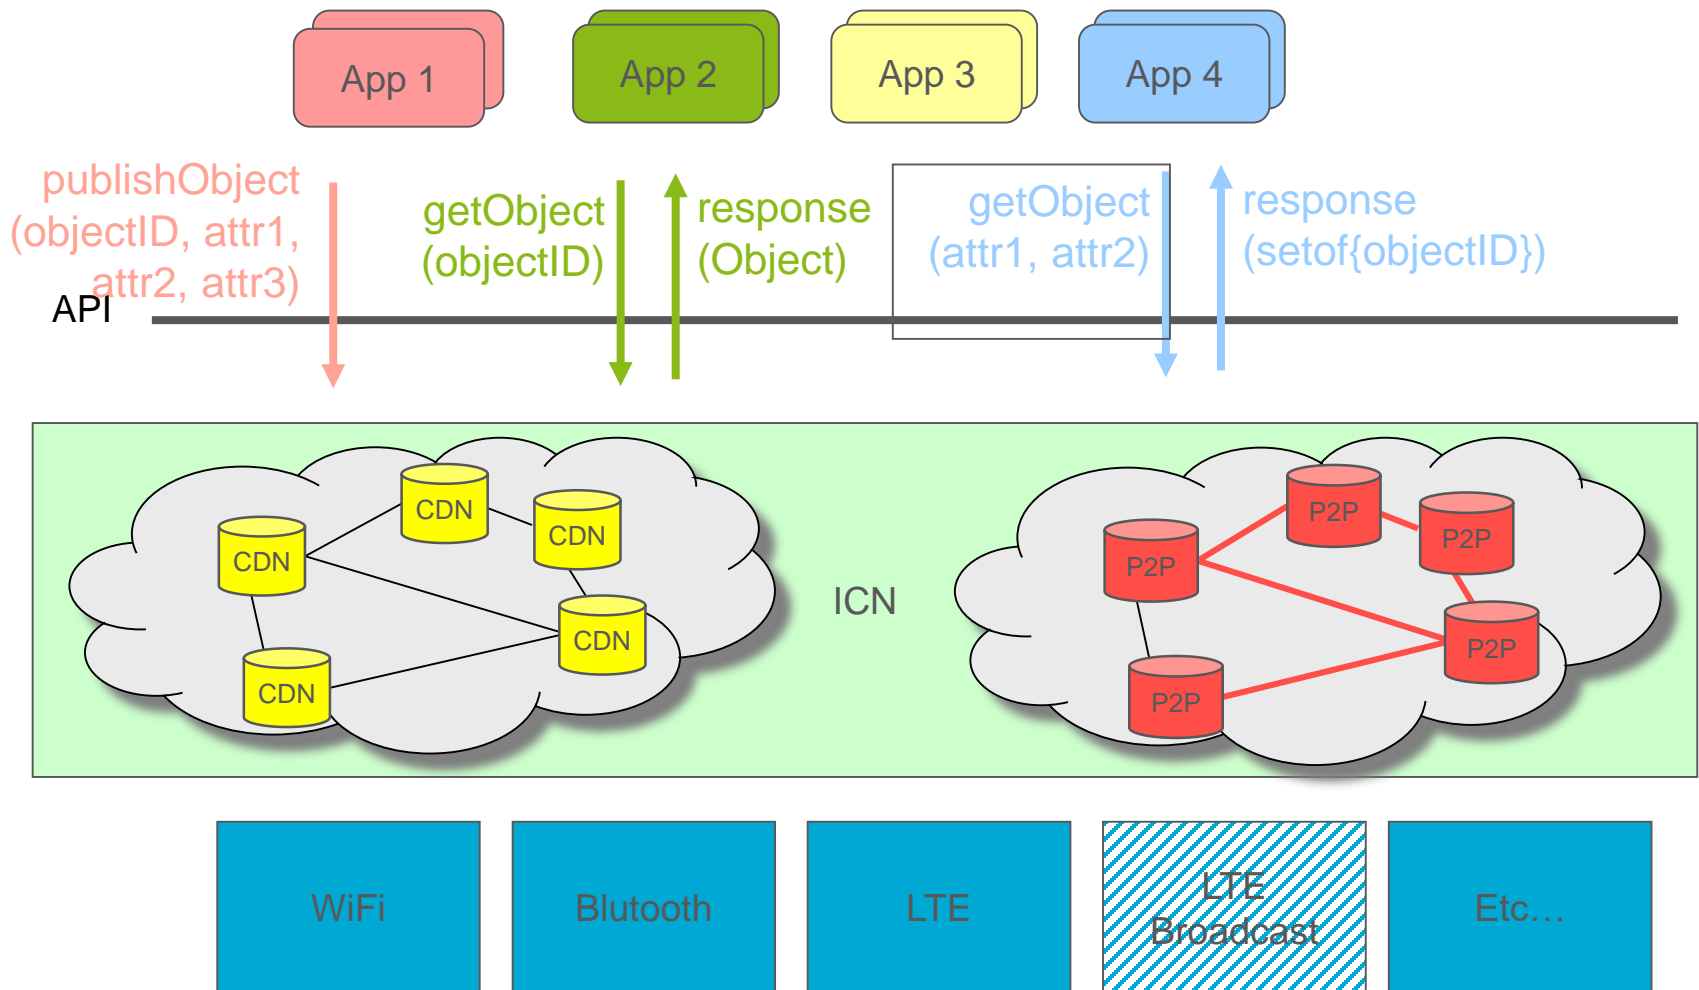 App 1
App 2
App 3
App 4
publishObject
(objectID, attr1,
attr2, attr3)
getObject
(objectID)
response
(Object)
getObject
(attr1, attr2)
response
(setof{objectID})
API
CDN
CDN
CDN
CDN
CDN
ICN
P2P
P2P
P2P
P2P
P2P
WiFi
Blutooth
LTE
LTE
Broadcast
Etc…